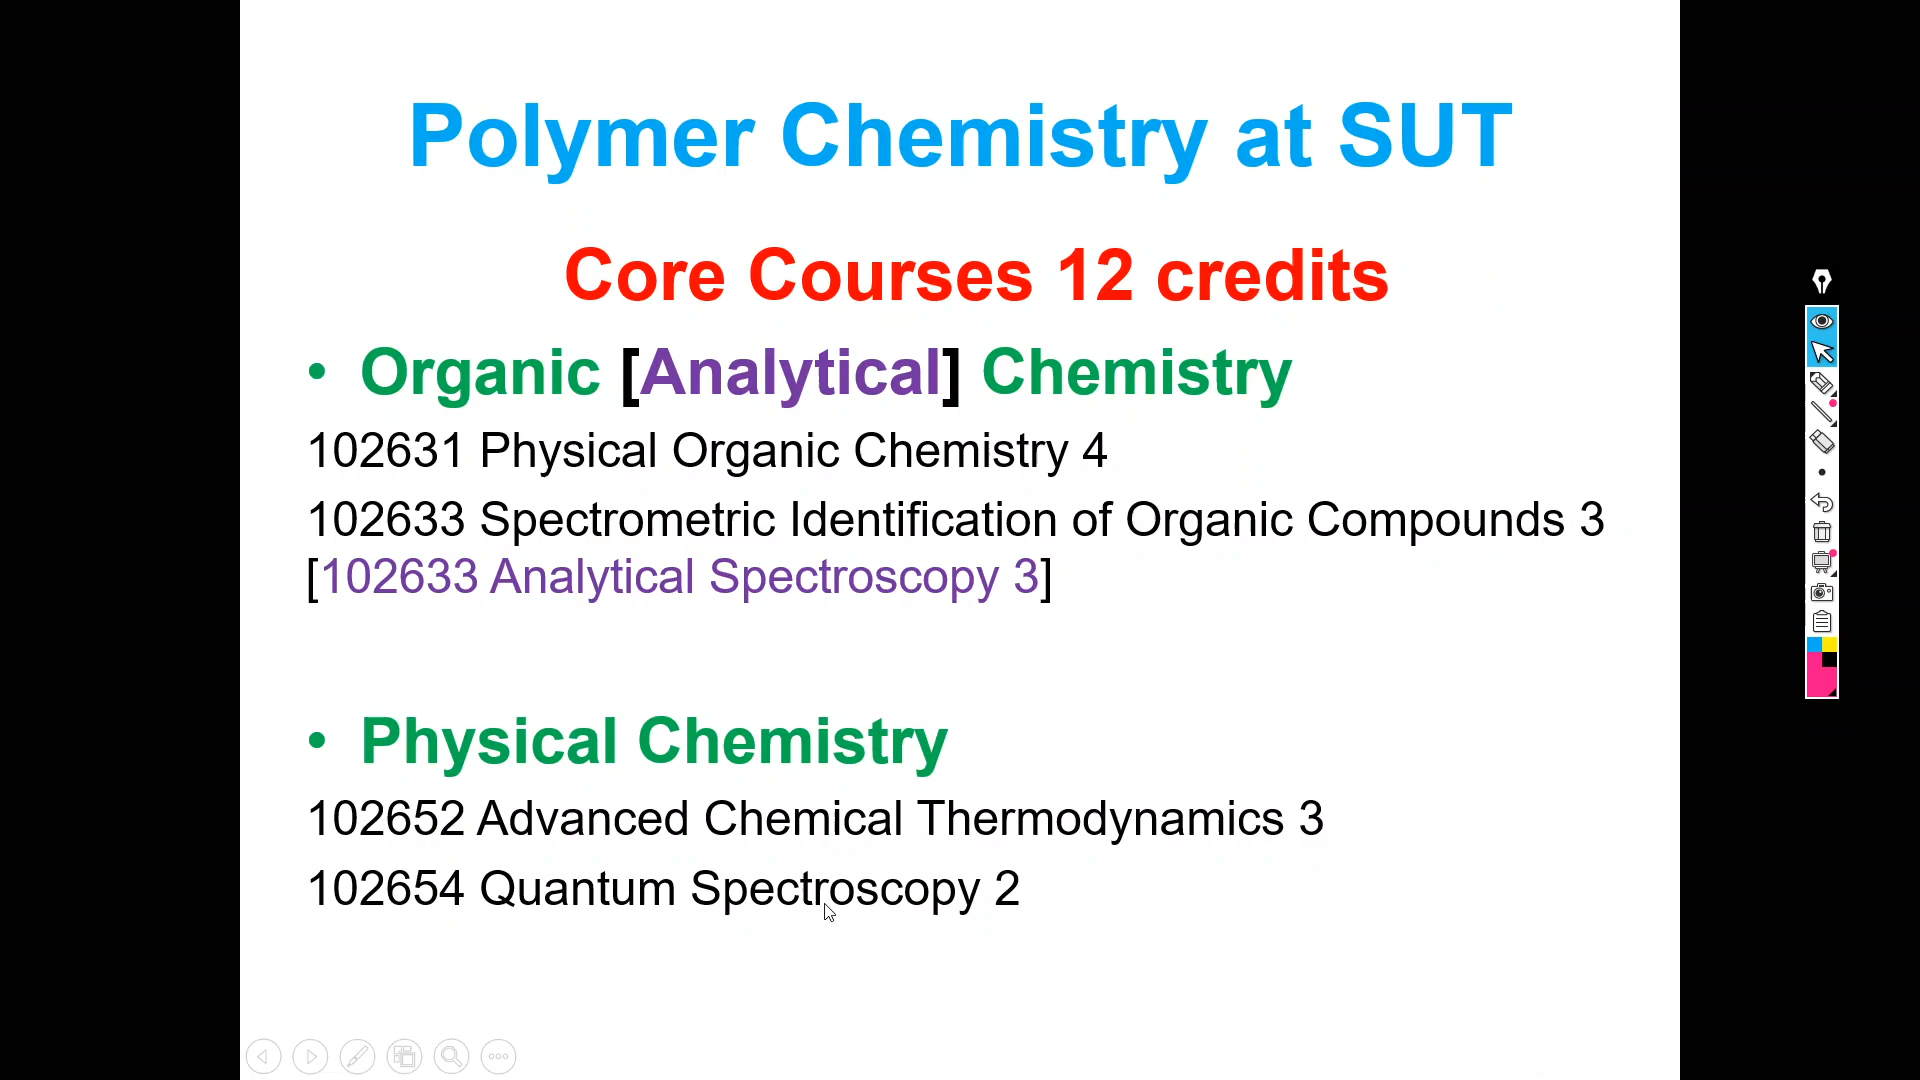 Polymer Chemistry at SUT
Core Courses 12 credits
• Organic [Analytical] Chemistry
102631 Physical Organic Chemistry 4
102633 Spectrometric Identification of Organic Compounds 3
[102633 Analytical Spectroscopy 3]
• Physical Chemistry
102652 Advanced Chemical Thermodynamics 3
102654 Quantum Spectroscopy 2